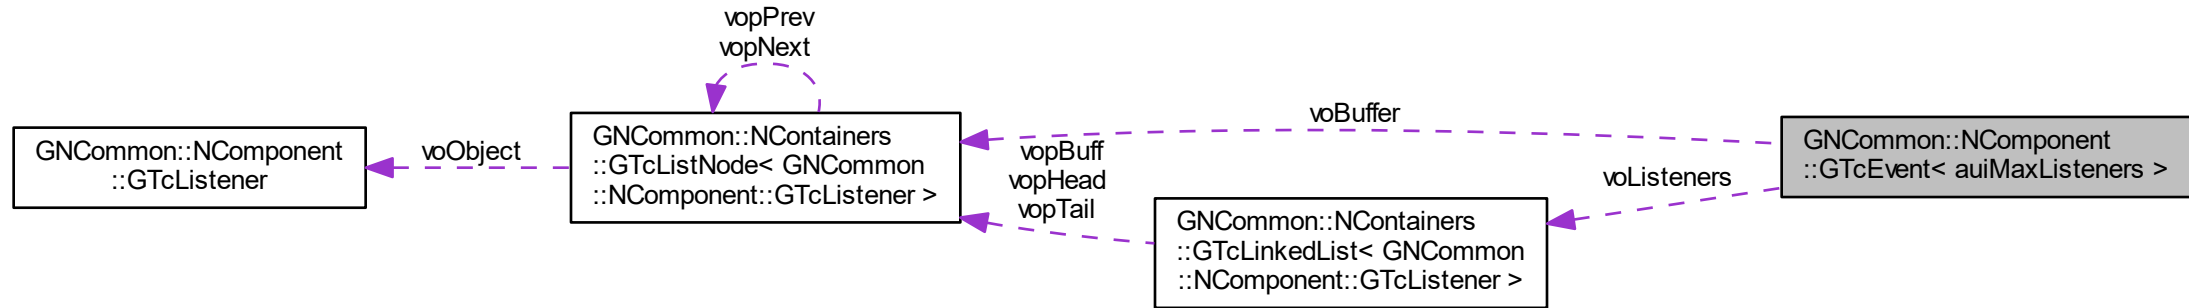 vopPrev
vopNext
GNCommon::NComponent
::GTcListener
voObject
GNCommon::NContainers
::GTcListNode< GNCommon
::NComponent::GTcListener >
voBuffer
vopBuff
vopHead
vopTail
GNCommon::NContainers
::GTcLinkedList< GNCommon
::NComponent::GTcListener >
voListeners
GNCommon::NComponent
::GTcEvent< auiMaxListeners >